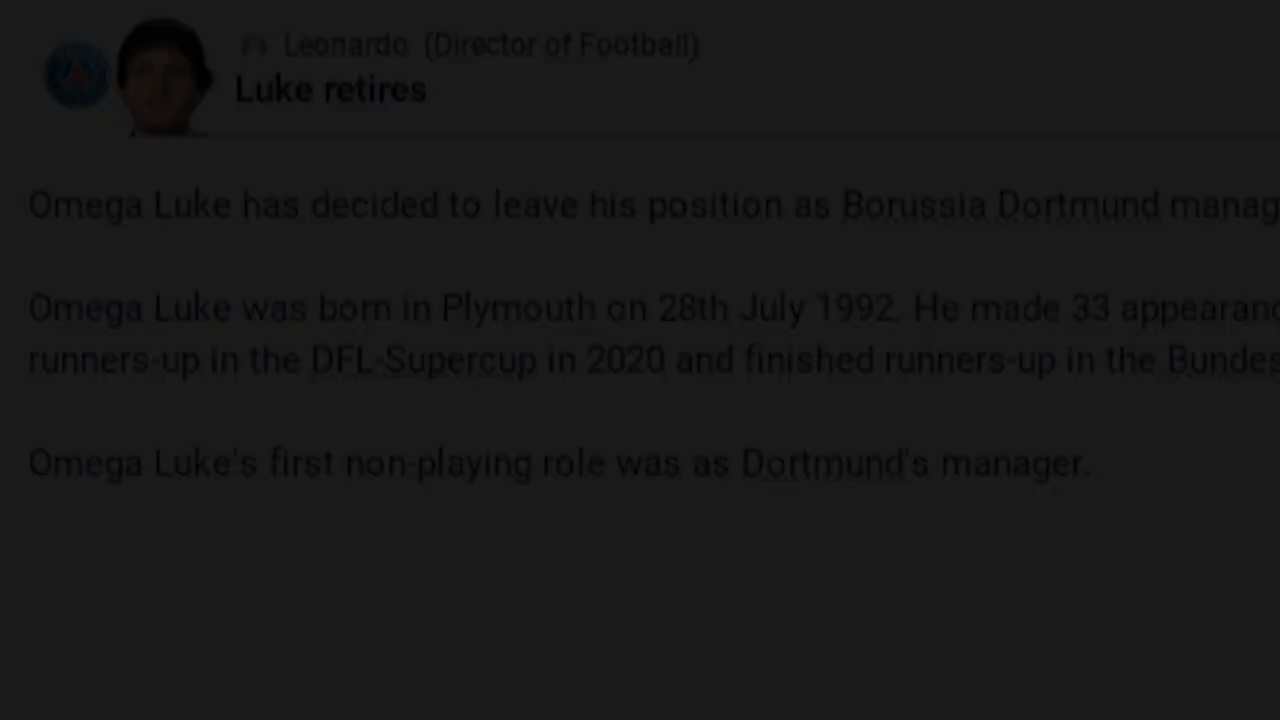 Leonardo (Director of Football)
Luke retires
Omega Luke has decided to leave his position as Borussia Dortmund manag
Omega Luke was born in Plymouth on 28th July 1992. He made 33 appearanc
runners-up in the DFL-Supercup in 2020 and finished runners-up in the Bundes
Omega Luke's first non-playing role was as Dortmund's manager.